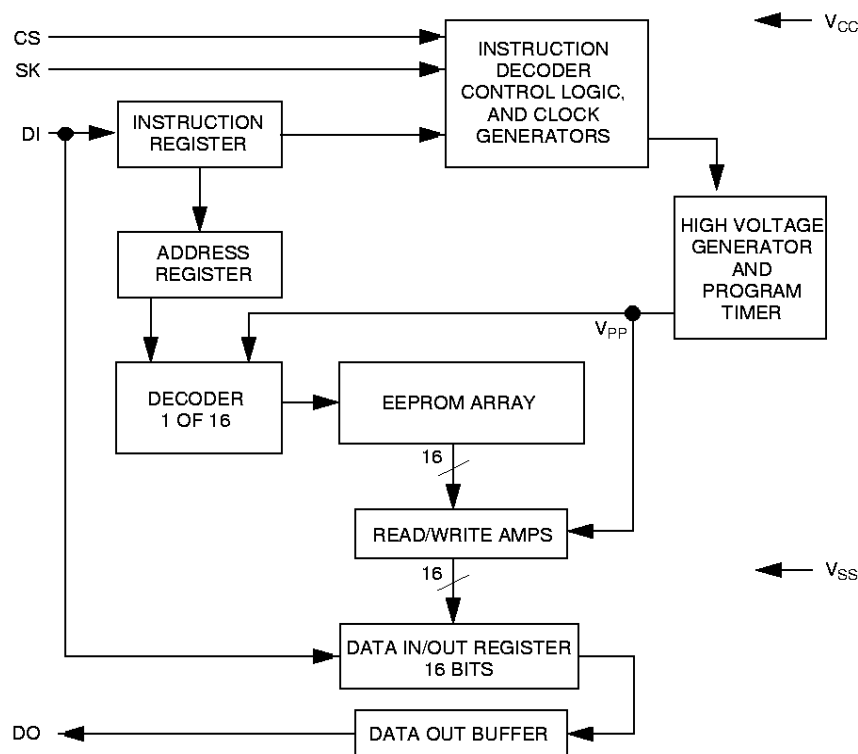 CS
SK
DI
INSTRUCTION
DECODER
CONTROL LOGIC,
AND CLOCK
GENERATORS
VCC
INSTRUCTION
REGISTER
ADDRESS
REGISTER
HIGH VOLTAGE
GENERATOR
AND
PROGRAM
TIMER
VPP
DECODER
1 OF 16
EEPROM ARRAY
16
READ/WRITE AMPS
16
VSS
DATA IN/OUT REGISTER
16 BITS
DO
DATA OUT BUFFER